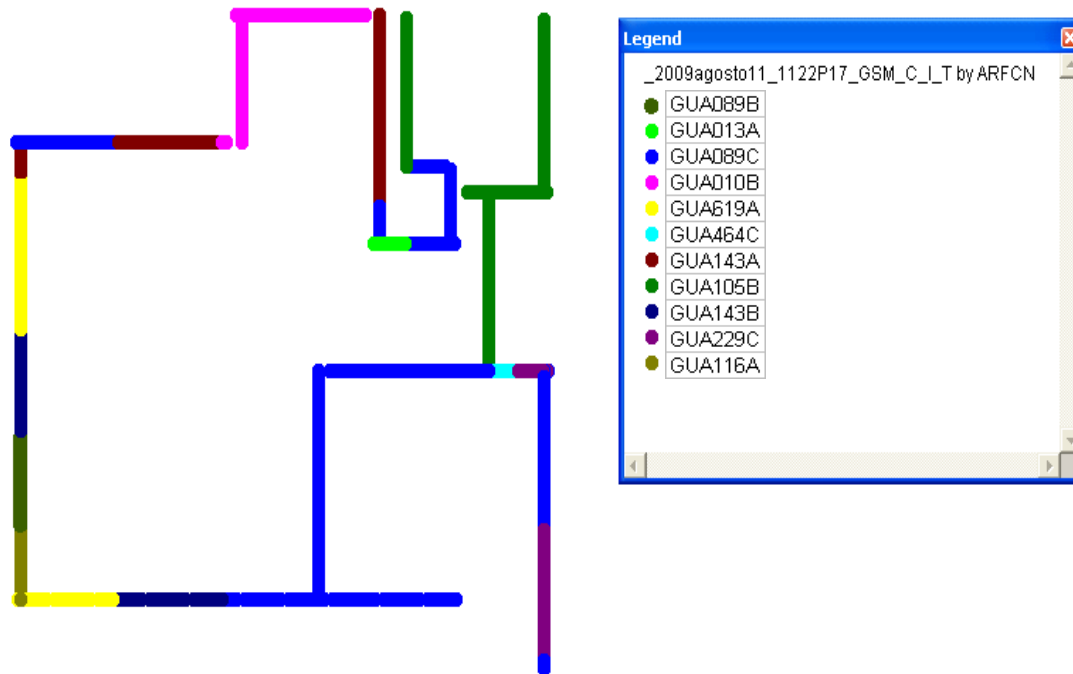 Legend
_2009agosto11_1122P17_GSM_C_I_T by ARFCN
GUA089B
GUA013A
GUA089C
GUA010B
GUA619A
GUA464C
GUA143A
GUA105B
GUA143B
GUA229C
GUA116A